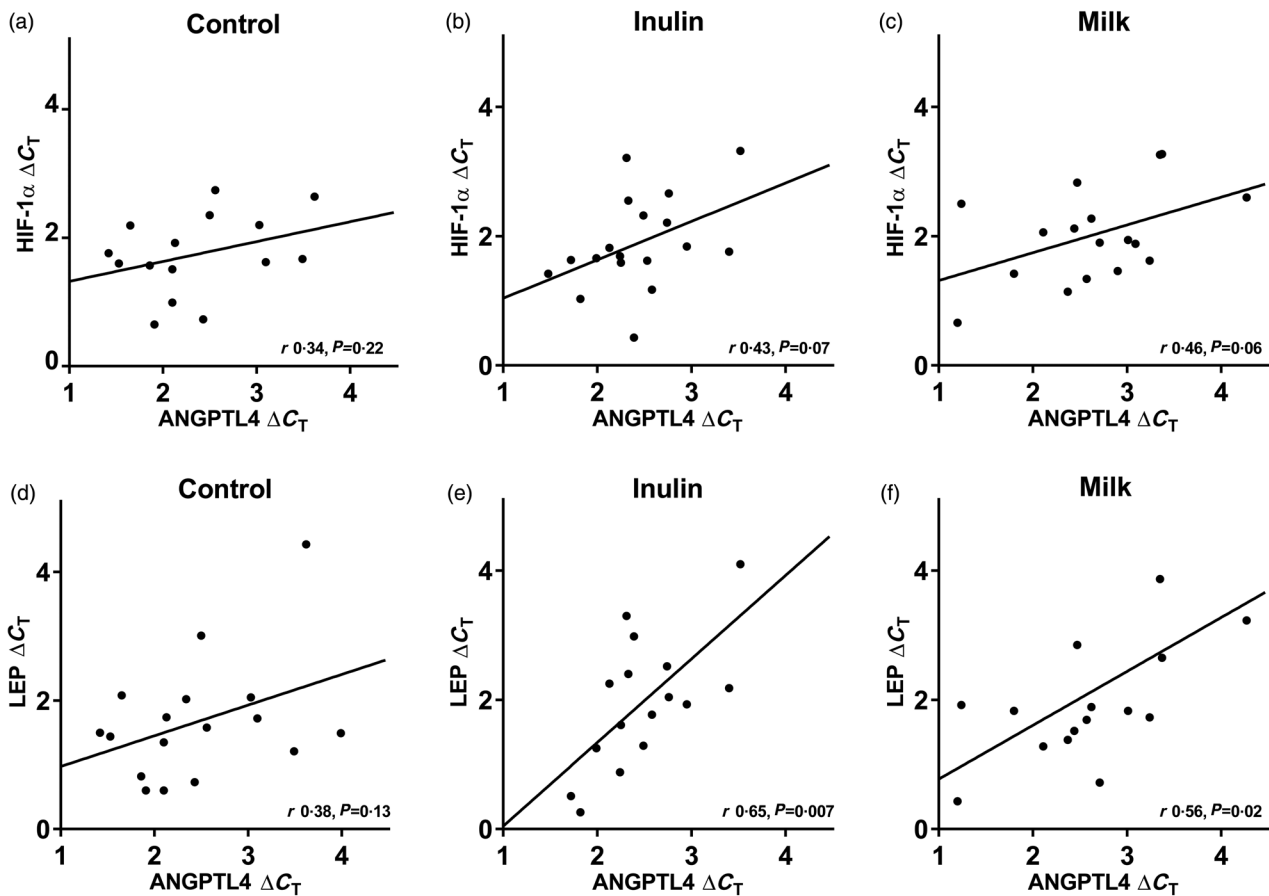 (a) Control
HIF-1α ΔCT
4
2
0
r 0·34, P=0·22
1 2 3 4
ANGPTL4 ΔCT
(b) Inulin
HIF-1α ΔCT
4
2
0
r 0·43, P=0·07
1 2 3 4
ANGPTL4 ΔCT
(c) Milk
HIF-1α ΔCT
4
2
0
r 0·46, P=0·06
1 2 3 4
ANGPTL4 ΔCT
(d) Control
LEP ΔCT
4
2
0
r 0·38, P=0·13
1 2 3 4
ANGPTL4 ΔCT
(e) Inulin
LEP ΔCT
4
2
0
r 0·65, P=0·007
1 2 3 4
ANGPTL4 ΔCT
(f) Milk
LEP ΔCT
4
2
0
r 0·56, P=0·02
1 2 3 4
ANGPTL4 ΔCT